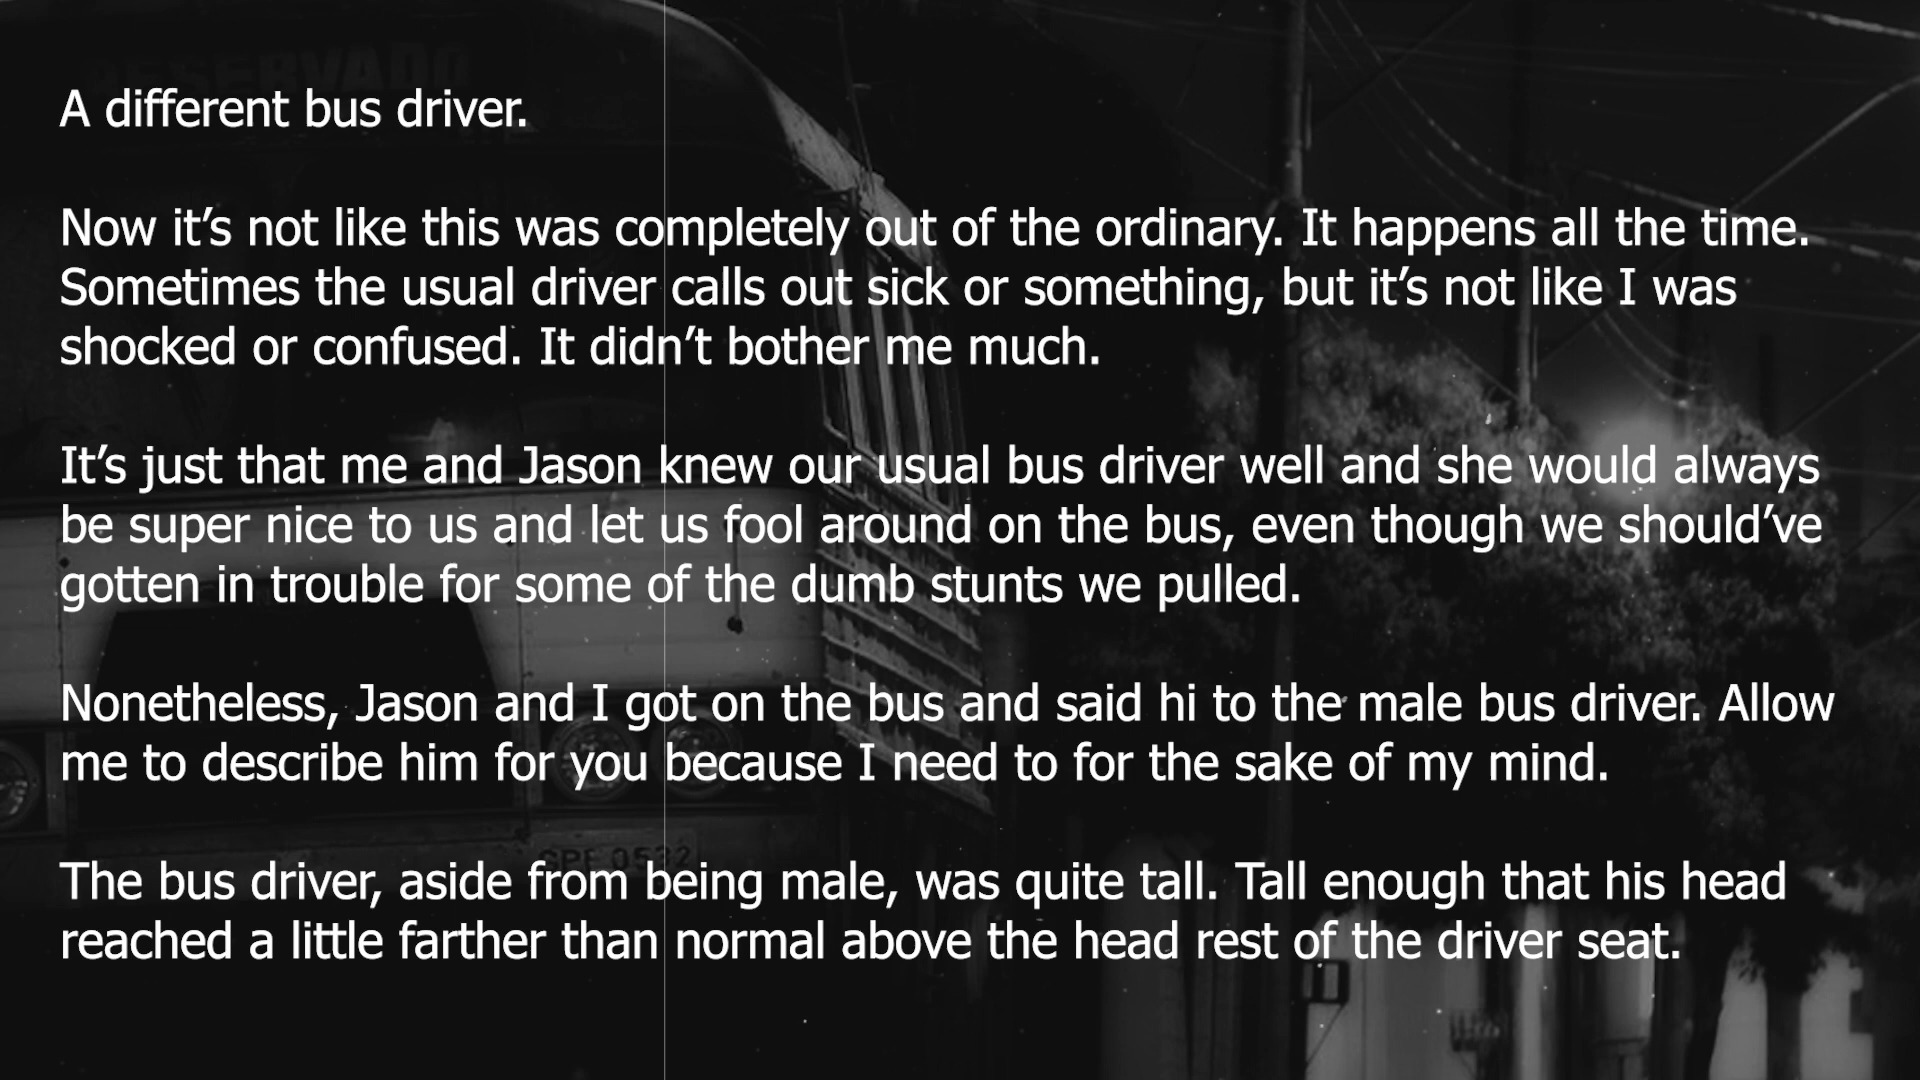 RESERVADO
A different bus driver.
Now it’s not like this was completely out of the ordinary. It happens all the time.
Sometimes the usual driver calls out sick or something, but it’s not like I was
shocked or confused. It didn’t bother me much.
It’s just that me and Jason knew our usual bus driver well and she would always
be super nice to us and let us fool around on the bus, even though we should’ve
gotten in trouble for some of the dumb stunts we pulled.
Nonetheless, Jason and I got on the bus and said hi to the male bus driver. Allow
me to describe him for you because I need to for the sake of my mind.
The bus driver, aside from being male, was quite tall. Tall enough that his head
reached a little farther than normal above the head rest of the driver seat.